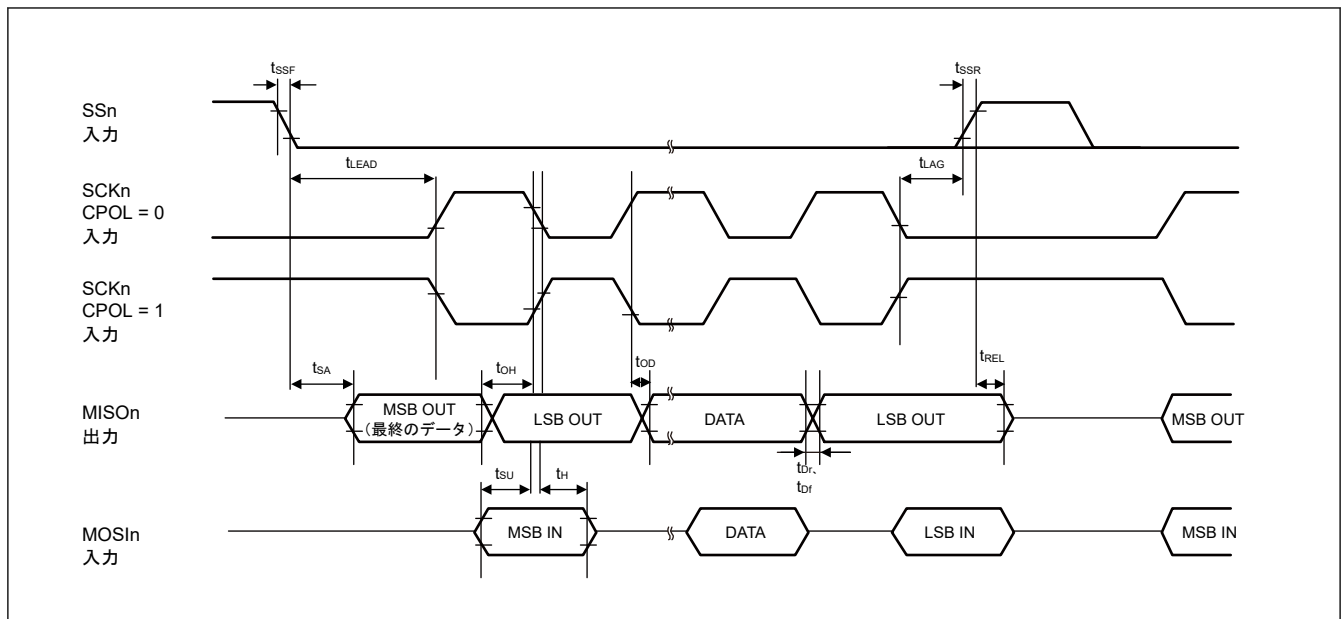 tSSF
tSSR
SSn
入力
tLEAD
tLAG
SCKn
CPOL = 0
入力
SCKn
CPOL = 1
入力
tSA
tOH
tOD
tREL
MISOn
出力
MSB OUT
(最終のデータ)
LSB OUT
DATA
LSB OUT
MSB OUT
tSU
tH
tDr、
tDf
MOSIn
入力
MSB IN
DATA
LSB IN
MSB IN